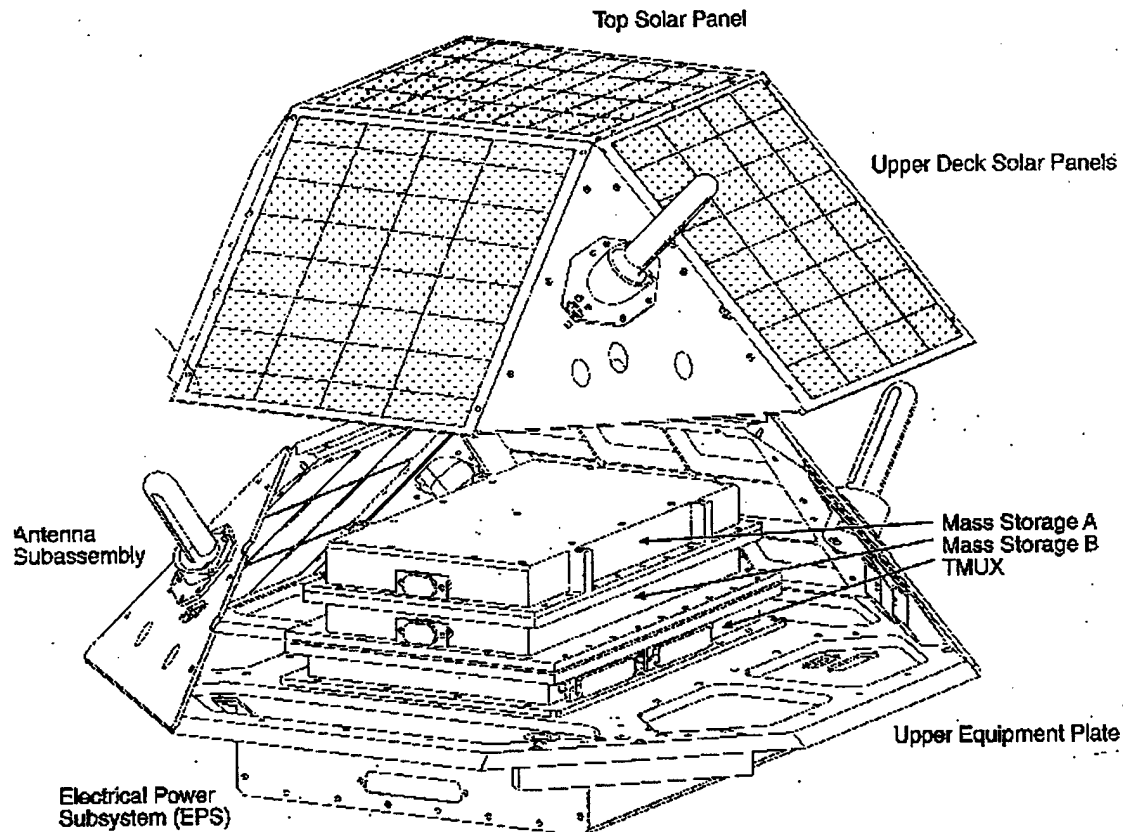 Top Solar Panel
Upper Deck Solar Panels
Antenna
Subassembly
Mass Storage A
Mass Storage B
TMUX
Upper Equipment Plate
Electrical Power
Subsystem (EPS)